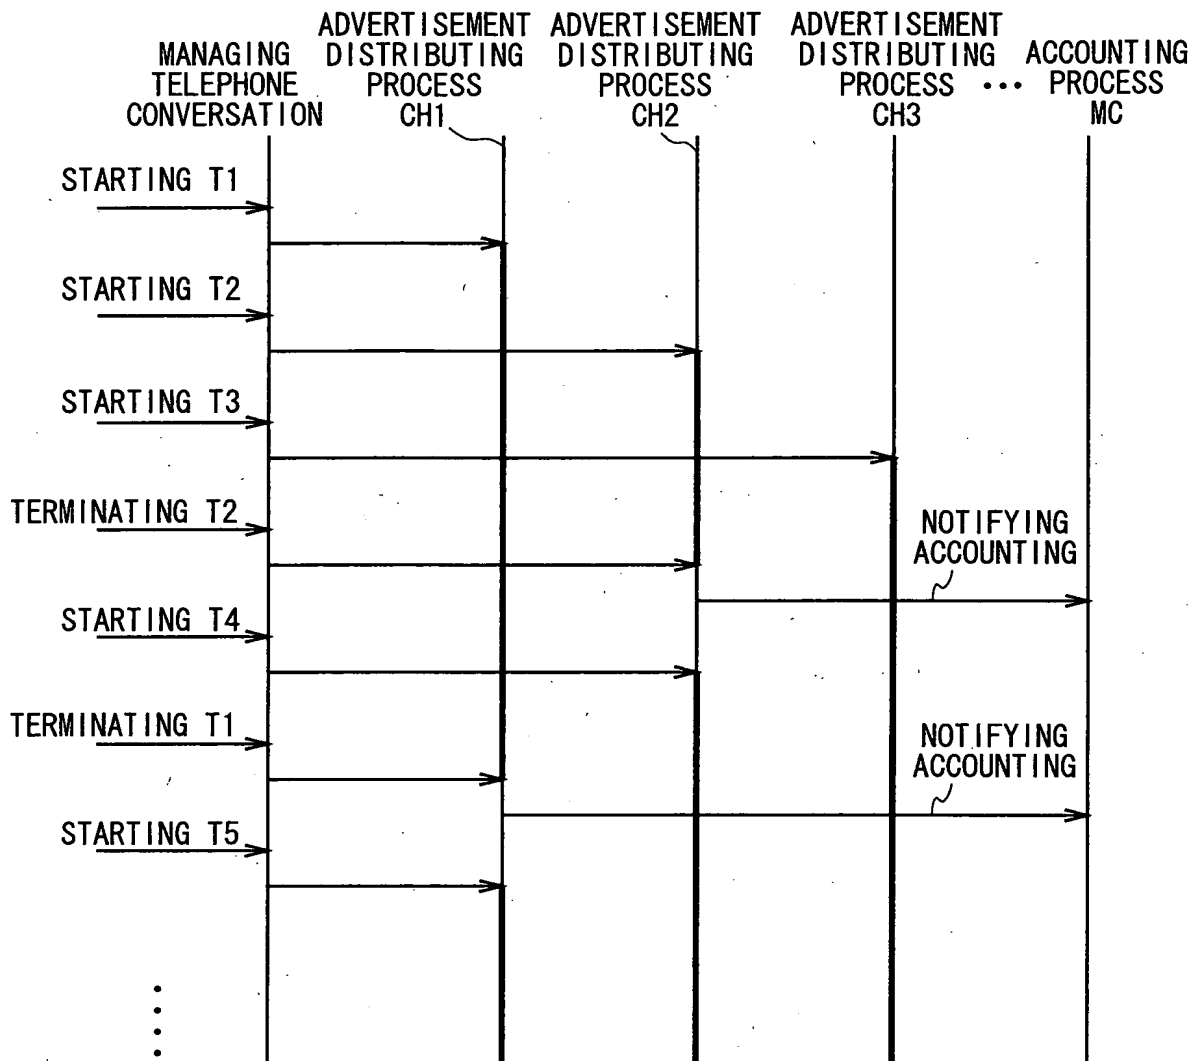 MANAGING
TELEPHONE
CONVERSATION
ADVERTISEMENT
DISTRIBUTING
PROCESS
CH1
ADVERTISEMENT
DISTRIBUTING
PROCESS
CH2
ADVERTISEMENT
DISTRIBUTING
PROCESS
CH3
•••
ACCOUNTING
PROCESS
MC
STARTING T1
STARTING T2
STARTING T3
TERMINATING T2
NOTIFYING
ACCOUNTING
STARTING T4
TERMINATING T1
NOTIFYING
ACCOUNTING
STARTING T5